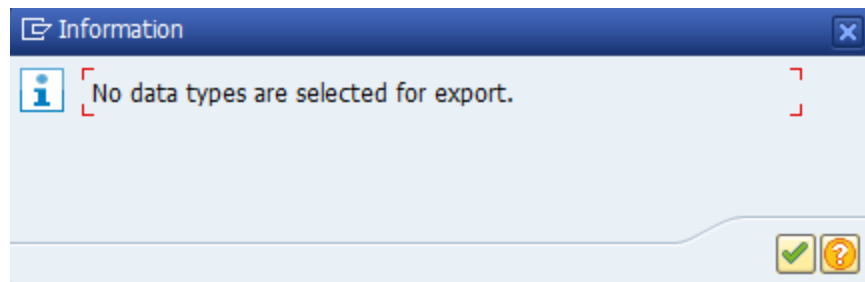 Information
No data types are selected for export.